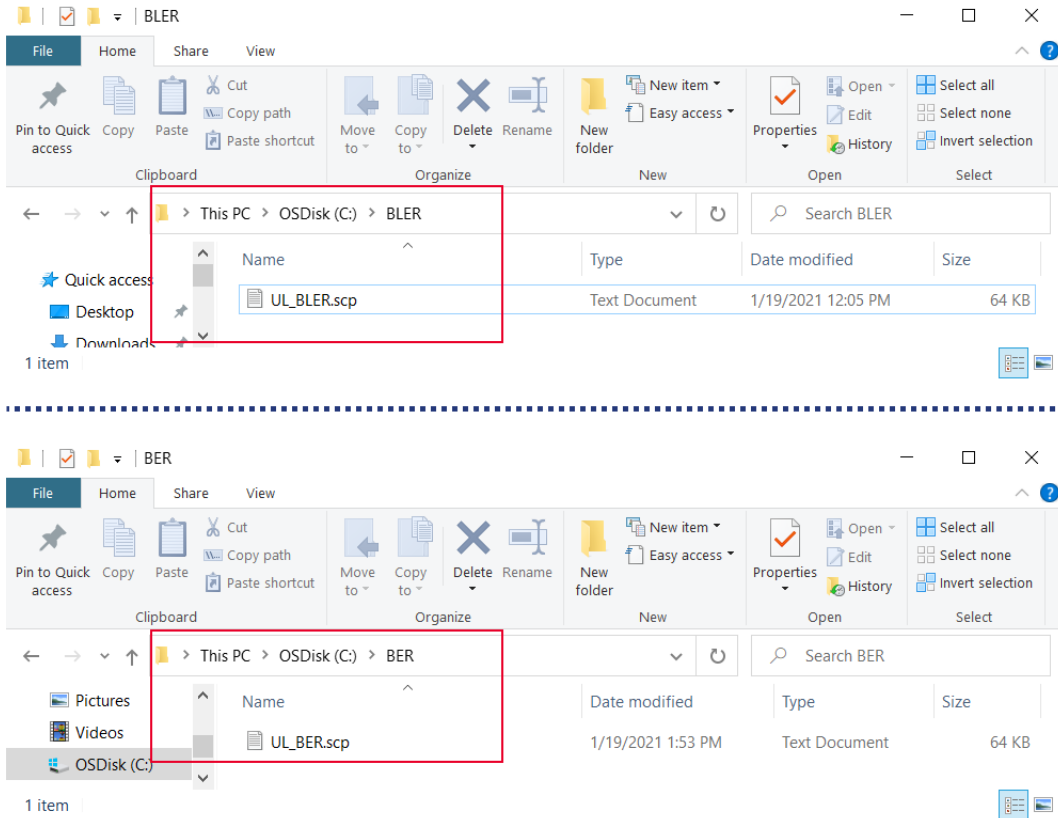 BLER
File Home Share View ?
Pin to Quick access Copy Paste Cut Copy path Paste shortcut Move to Copy to Delete Rename New folder New item Easy access Properties Open Edit History Select all Select none Invert selection
Clipboard Organize New Open Select
This PC > OSDisk (C:) > BLER Search BLER
Name Type Date modified Size
Quick access
UL_BLER.scp Text Document 1/19/2021 12:05 PM 64 KB
Desktop
Downloads
1 item
BER
File Home Share View ?
Pin to Quick access Copy Paste Cut Copy path Paste shortcut Move to Copy to Delete Rename New folder New item Easy access Properties Open Edit History Select all Select none Invert selection
Clipboard Organize New Open Select
This PC > OSDisk (C:) > BER Search BER
Pictures Name Date modified Type Size
Videos UL_BER.scp 1/19/2021 1:53 PM Text Document 64 KB
OSDisk (C:)
1 item